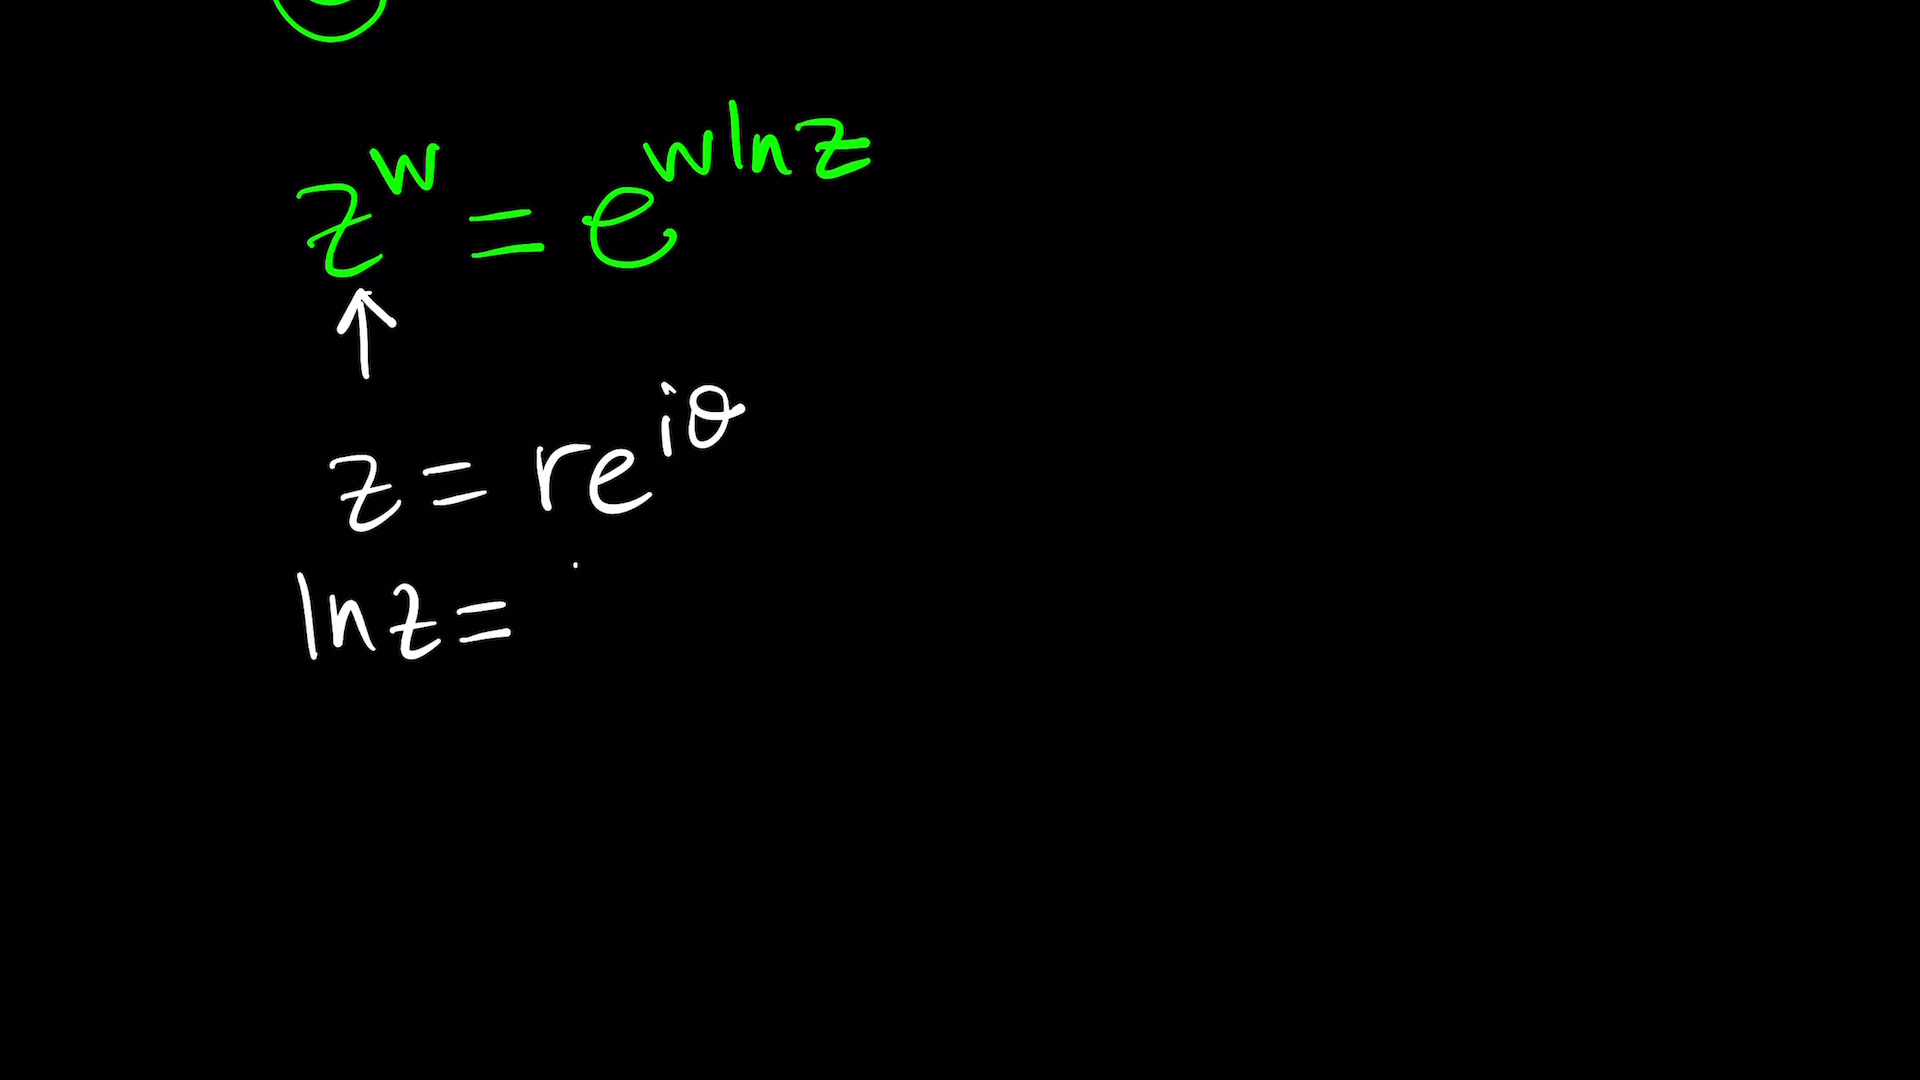 z^w = e^{w ln z}
z = re^{iθ}
ln z =